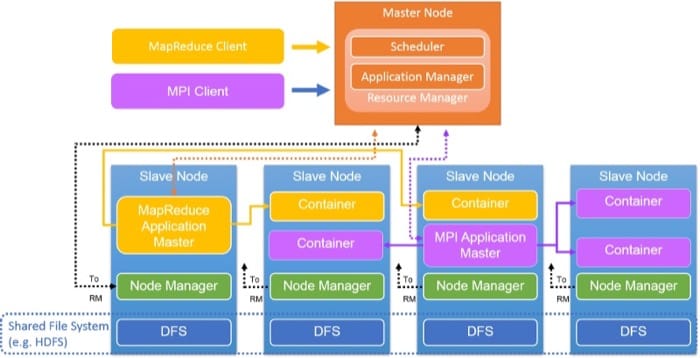 Master Node
MapReduce Client
Scheduler
MPI Client
Application Manager
Resource Manager
Slave Node
Slave Node
Slave Node
Slave Node
MapReduce
Application
Master
Container
Container
Container
Container
MPI Application
Master
Container
To
RM
Node Manager
To
RM
Node Manager
To
RM
Node Manager
To
RM
Node Manager
Shared File System
(e.g. HDFS)
DFS
DFS
DFS
DFS